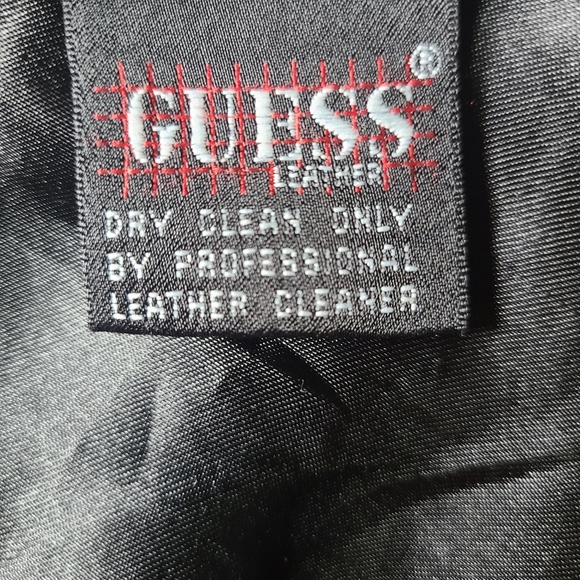 GUESS®
LEATHER
DRY CLEAN ONLY
BY PROFESSIONAL
LEATHER CLEANER